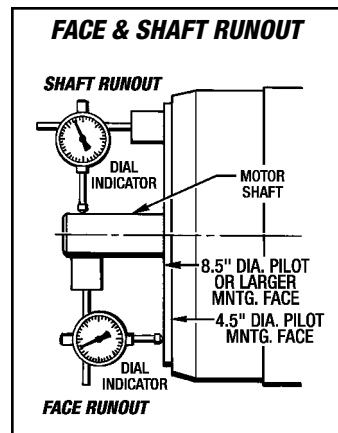 FACE & SHAFT RUNOUT
SHAFT RUNOUT
DIAL
INDICATOR
MOTOR
SHAFT
8.5" DIA. PILOT
OR LARGER
MNTG. FACE
4.5" DIA. PILOT
MNTG. FACE
DIAL
INDICATOR
FACE RUNOUT